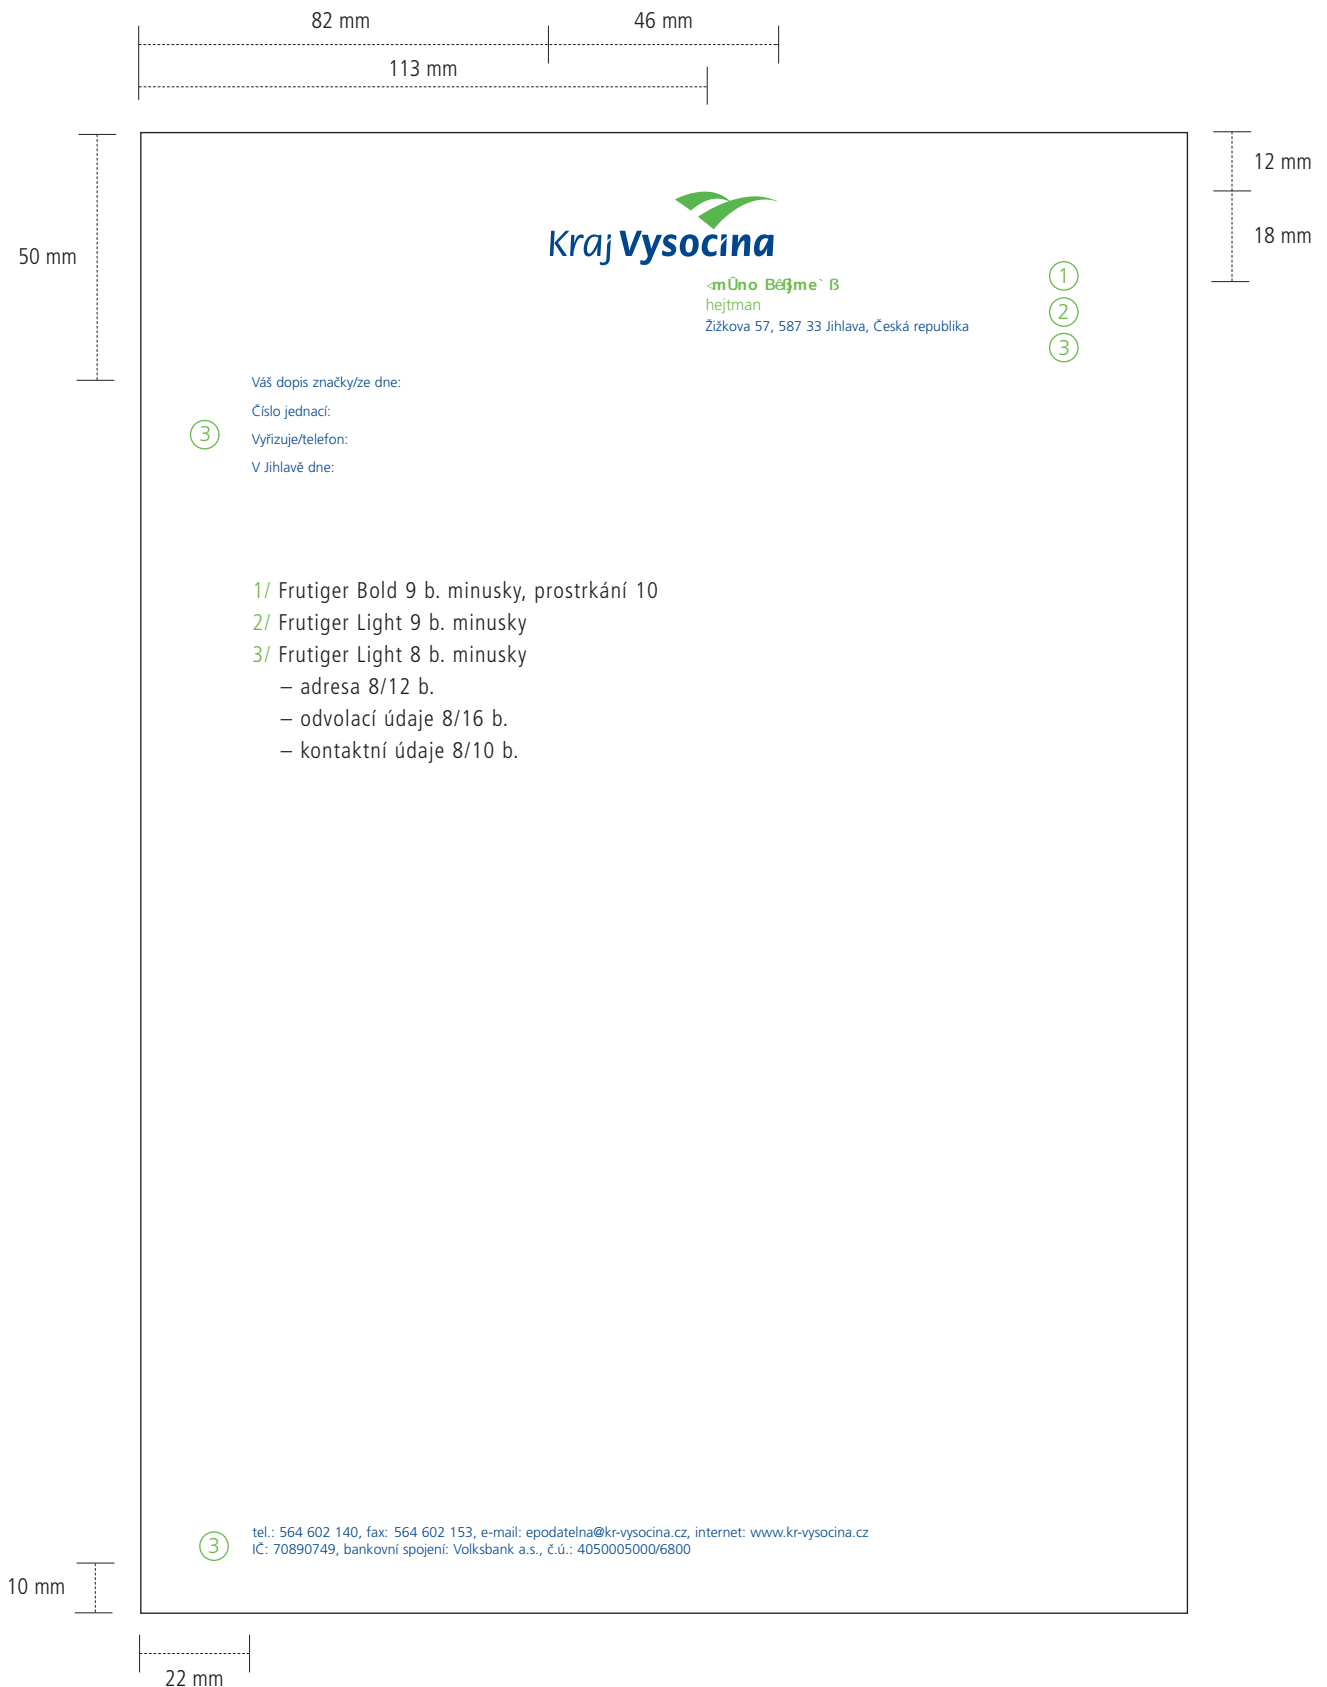 82 mm
46 mm
113 mm
12 mm
50 mm
18 mm
Kraj Vysocina
1
hejtman
2
Žižkova 57, 587 33 Jihlava, Česká republika
3
Váš dopis značky/ze dne:
Číslo jednací:
3
Vyřizuje/telefon:
V Jihlavě dne:
1/ Frutiger Bold 9 b. minusky, prostrkání 10
2/ Frutiger Light 9 b. minusky
3/ Frutiger Light 8 b. minusky
– adresa 8/12 b.
– odvolací údaje 8/16 b.
– kontaktní údaje 8/10 b.
3
tel.: 564 602 140, fax: 564 602 153, e-mail: epodatelna@kr-vysocina.cz, internet: www.kr-vysocina.cz
IČ: 70890749, bankovní spojení: Volksbank a.s., č.ú.: 4050005000/6800
10 mm
22 mm